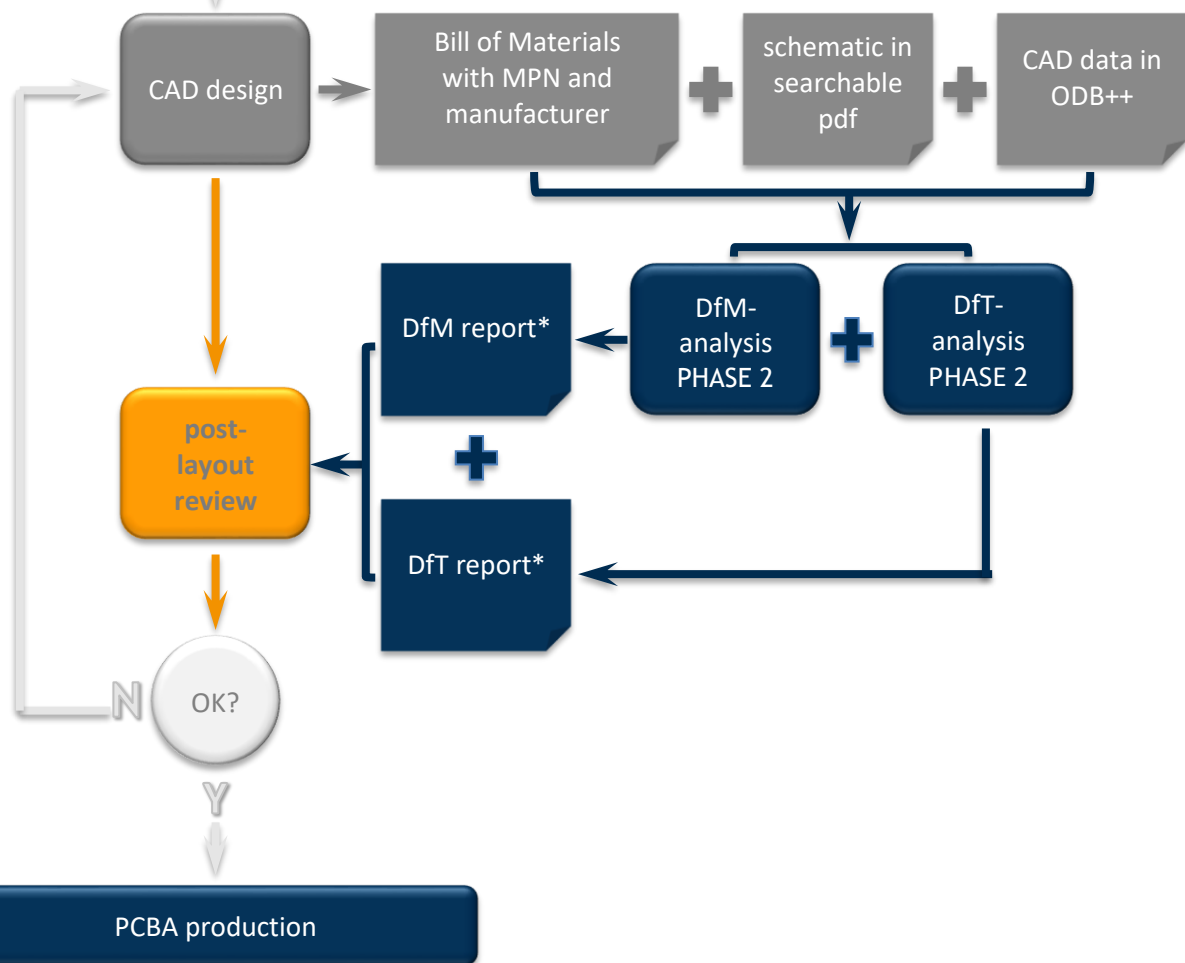 CAD design
Bill of Materials
with MPN and
manufacturer
schematic in
searchable
pdf
CAD data in
ODB++
DfM report*
DfM-
analysis
PHASE 2
DfT-
analysis
PHASE 2
post-
layout
review
DfT report*
N
OK?
Y
PCBA production